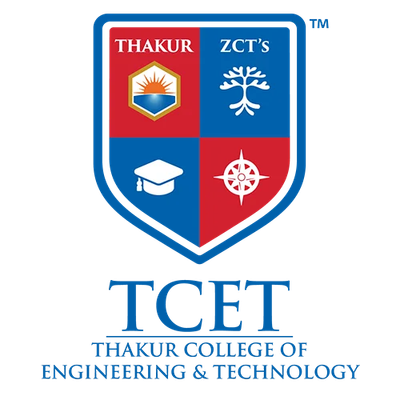 THAKUR ZCT's
TM
TCET
THAKUR COLLEGE OF
ENGINEERING & TECHNOLOGY